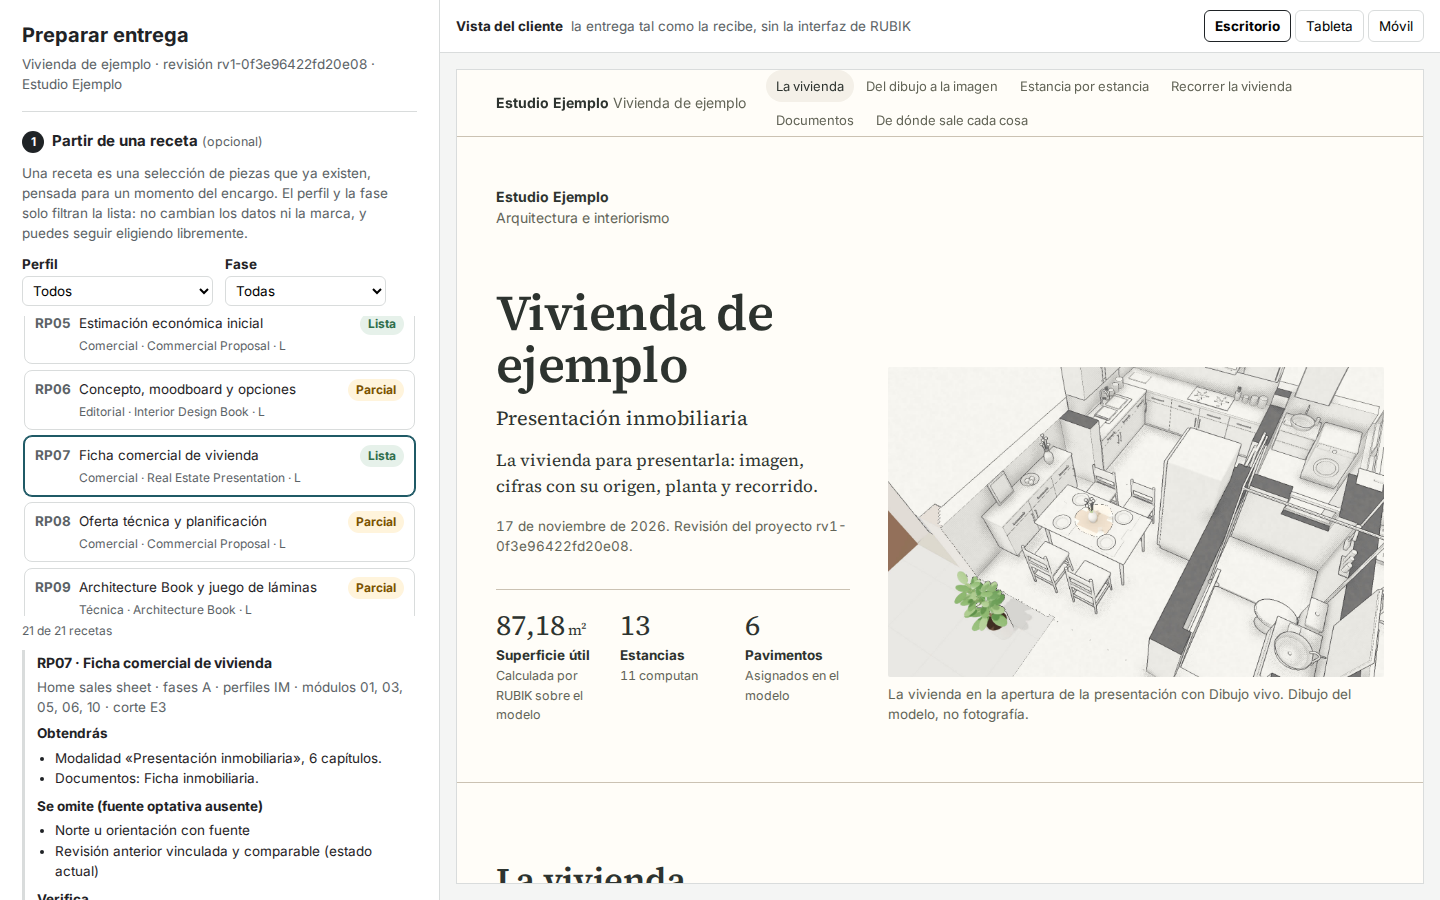 Preparar entrega
Vivienda de ejemplo · revisión rv1-0f3e96422fd20e08 ·
Estudio Ejemplo
1 Partir de una receta (opcional)
Una receta es una selección de piezas que ya existen,
pensada para un momento del encargo. El perfil y la fase
solo filtran la lista: no cambian los datos ni la marca, y
puedes seguir eligiendo libremente.
Perfil Fase
Todos Todas
RP05 Estimación económica inicial Lista
Comercial · Commercial Proposal · L
RP06 Concepto, moodboard y opciones Parcial
Editorial · Interior Design Book · L
RP07 Ficha comercial de vivienda Lista
Comercial · Real Estate Presentation · L
RP08 Oferta técnica y planificación Parcial
Comercial · Commercial Proposal · L
RP09 Architecture Book y juego de láminas Parcial
Técnica · Architecture Book · L
21 de 21 recetas
RP07 · Ficha comercial de vivienda
Home sales sheet · fases A · perfiles IM · módulos 01, 03,
05, 06, 10 · corte E3
Obtendrás
• Modalidad «Presentación inmobiliaria», 6 capítulos.
• Documentos: Ficha inmobiliaria.
Se omite (fuente optativa ausente)
• Norte u orientación con fuente
• Revisión anterior vinculada y comparable (estado
actual)
Verifica
Vista del cliente la entrega tal como la recibe, sin la interfaz de RUBIK
Escritorio Tableta Móvil
Estudio Ejemplo Vivienda de ejemplo
La vivienda Del dibujo a la imagen Estancia por estancia Recorrer la vivienda
Documentos De dónde sale cada cosa
Estudio Ejemplo
Arquitectura e interiorismo
Vivienda de
ejemplo
Presentación inmobiliaria
La vivienda para presentarla: imagen,
cifras con su origen, planta y recorrido.
17 de noviembre de 2026. Revisión del proyecto rv1-
0f3e96422fd20e08.
87,18 m² 13 6
Superficie útil Estancias Pavimentos
Calculada por 11 computan Asignados en el
RUBIK sobre el modelo
modelo
La vivienda en la apertura de la presentación con Dibujo vivo. Dibujo del
modelo, no fotografía.
La vivienda